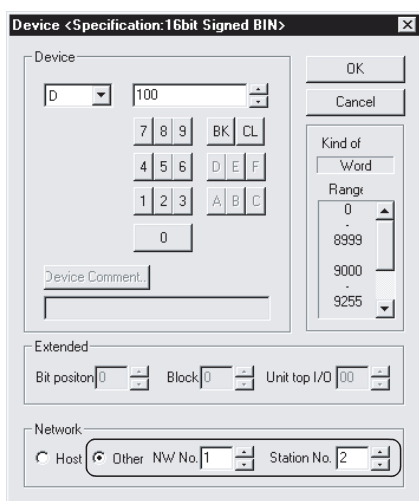 Device <Specification:16bit Signed BIN>
Device
D 100
7 8 9 BK CL
4 5 6 D E F
1 2 3 A B C
0
Device Comment..
OK
Cancel
Kind of
Word
Range
0
-
8999
9000
-
9255
Extended
Bit positon 0 Block 0 Unit top I/O 00
Network
Host Other NW No. 1 Station No. 2